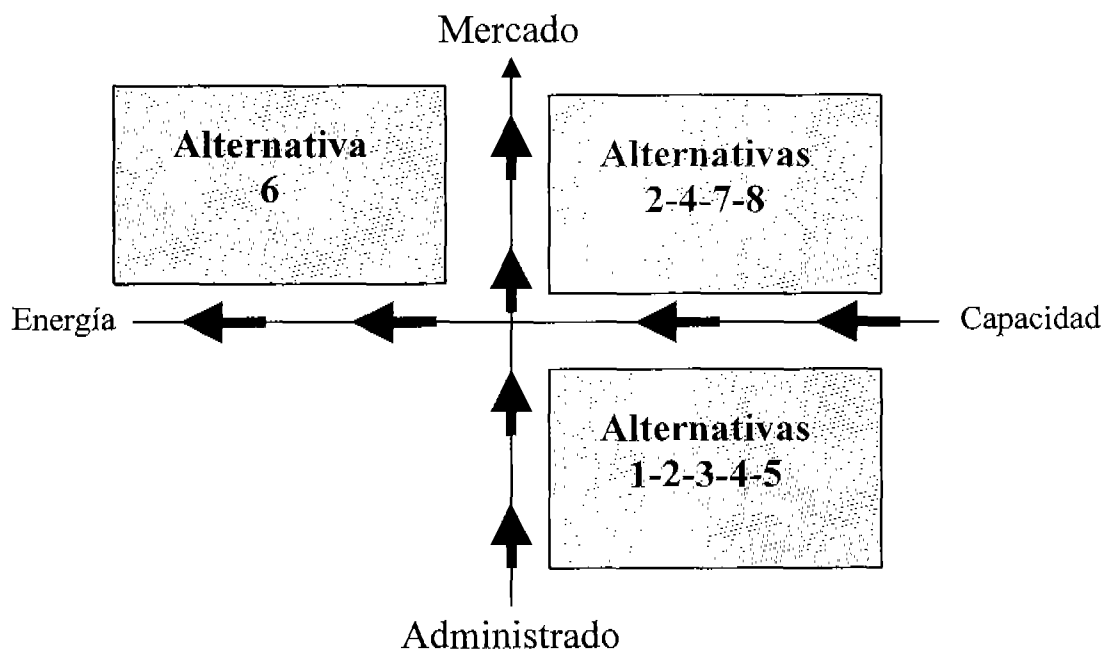 Mercado
Alternativa
6
Alternativas
2-4-7-8
Energía
Capacidad
Alternativas
1-2-3-4-5
Administrado